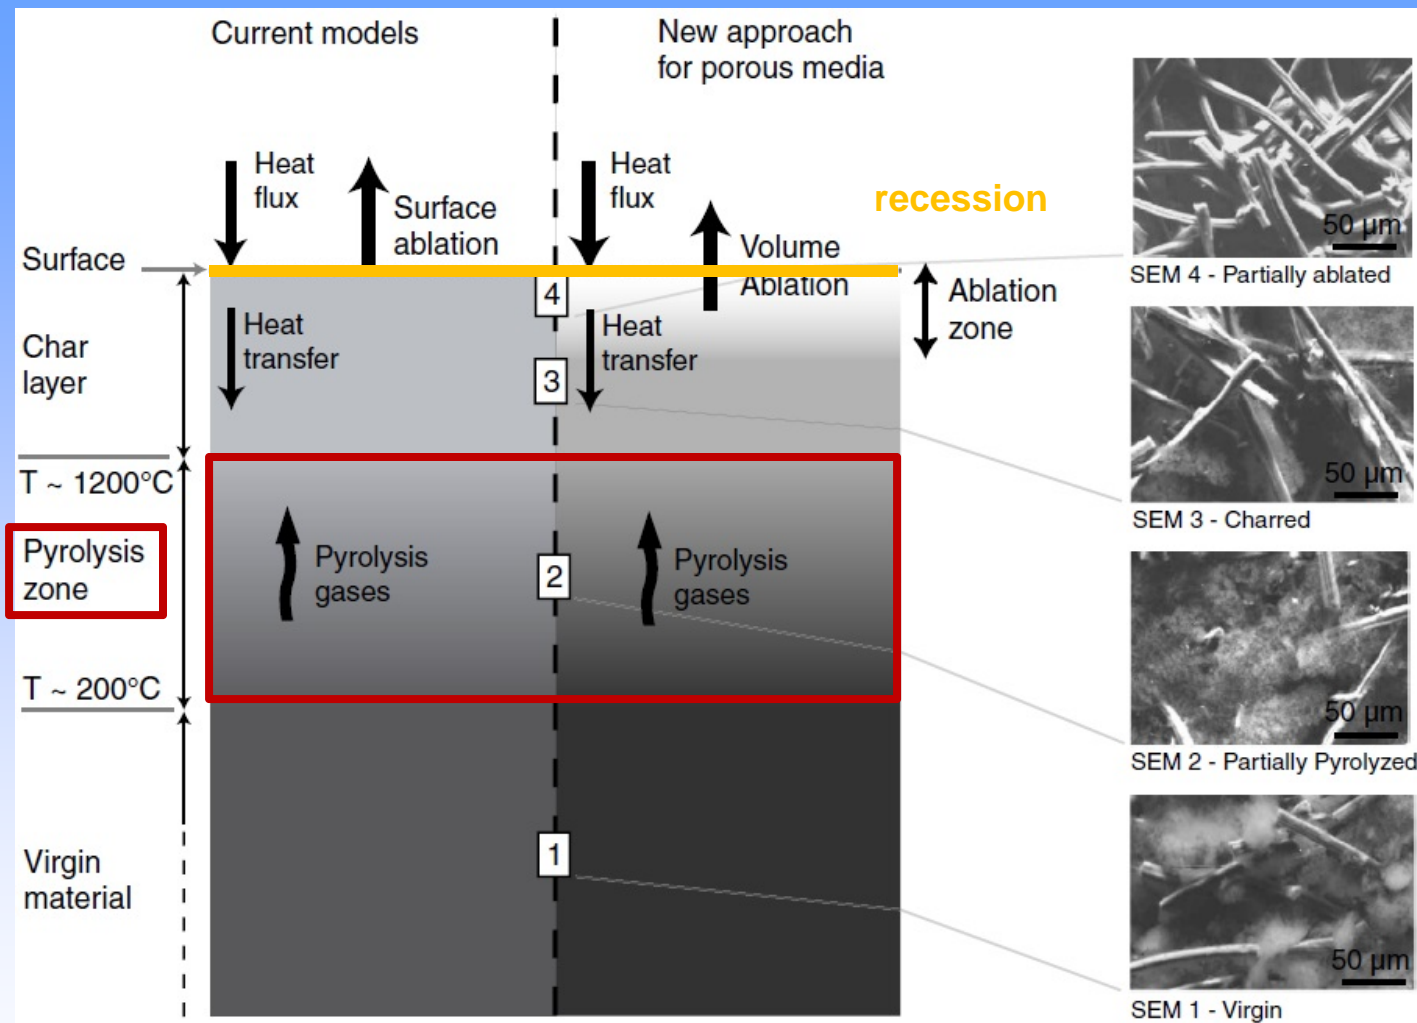 Current models
New approach
for porous media
Heat
flux
Surface
ablation
Heat
flux
recession
Volume
Ablation
50 µm
SEM 4 - Partially ablated
Surface
4
Ablation
zone
Char
layer
Heat
transfer
3
Heat
transfer
50 µm
SEM 3 - Charred
T ~ 1200°C
Pyrolysis
zone
Pyrolysis
gases
2
Pyrolysis
gases
50 µm
SEM 2 - Partially Pyrolyzed
T ~ 200°C
Virgin
material
1
50 µm
SEM 1 - Virgin